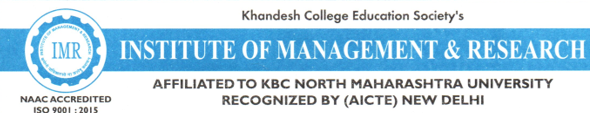 Khandesh College Education Society's
IMR
INSTITUTE OF MANAGEMENT & RESEARCH
AFFILIATED TO KBC NORTH MAHARASHTRA UNIVERSITY
RECOGNIZED BY (AICTE) NEW DELHI
NAAC ACCREDITED
ISO 9001 : 2015